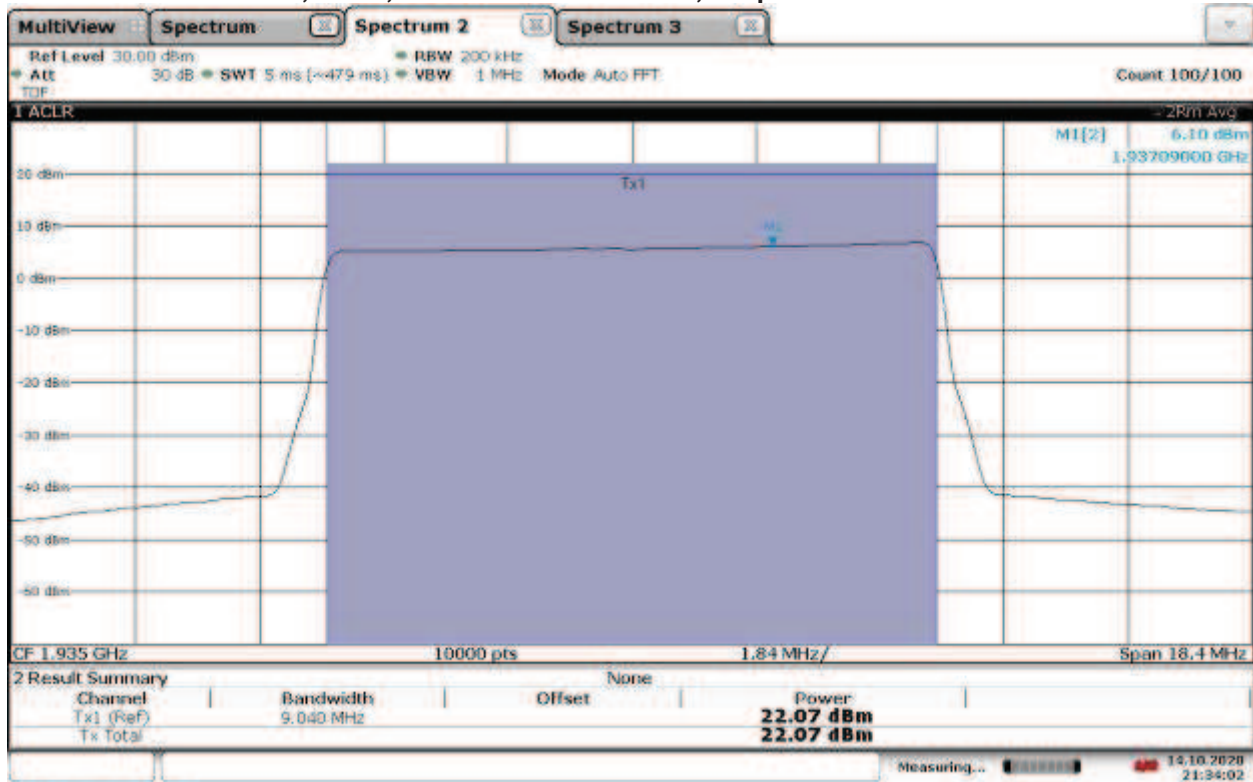 MultiView Spectrum Spectrum 2 Spectrum 3
Ref Level 30.00 dBm RBW 200 kHz
Att 30 dB SWT 5 ms (~479 ms) VBW 1 MHz Mode Auto FFT Count 100/100
TDF
1 ACLR 2Rm Avg
M1[2] 6.10 dBm
1.93709000 GHz
20 dBm
Tx1
10 dBm
M1
0 dBm
-10 dBm
-20 dBm
-30 dBm
-40 dBm
-50 dBm
-60 dBm
CF 1.935 GHz 10000 pts 1.84 MHz/ Span 18.4 MHz
2 Result Summary None
Channel Bandwidth Offset Power
Tx1 (Ref) 9.040 MHz 22.07 dBm
Tx Total 22.07 dBm
Measuring... 14.10.2020
21:34:02